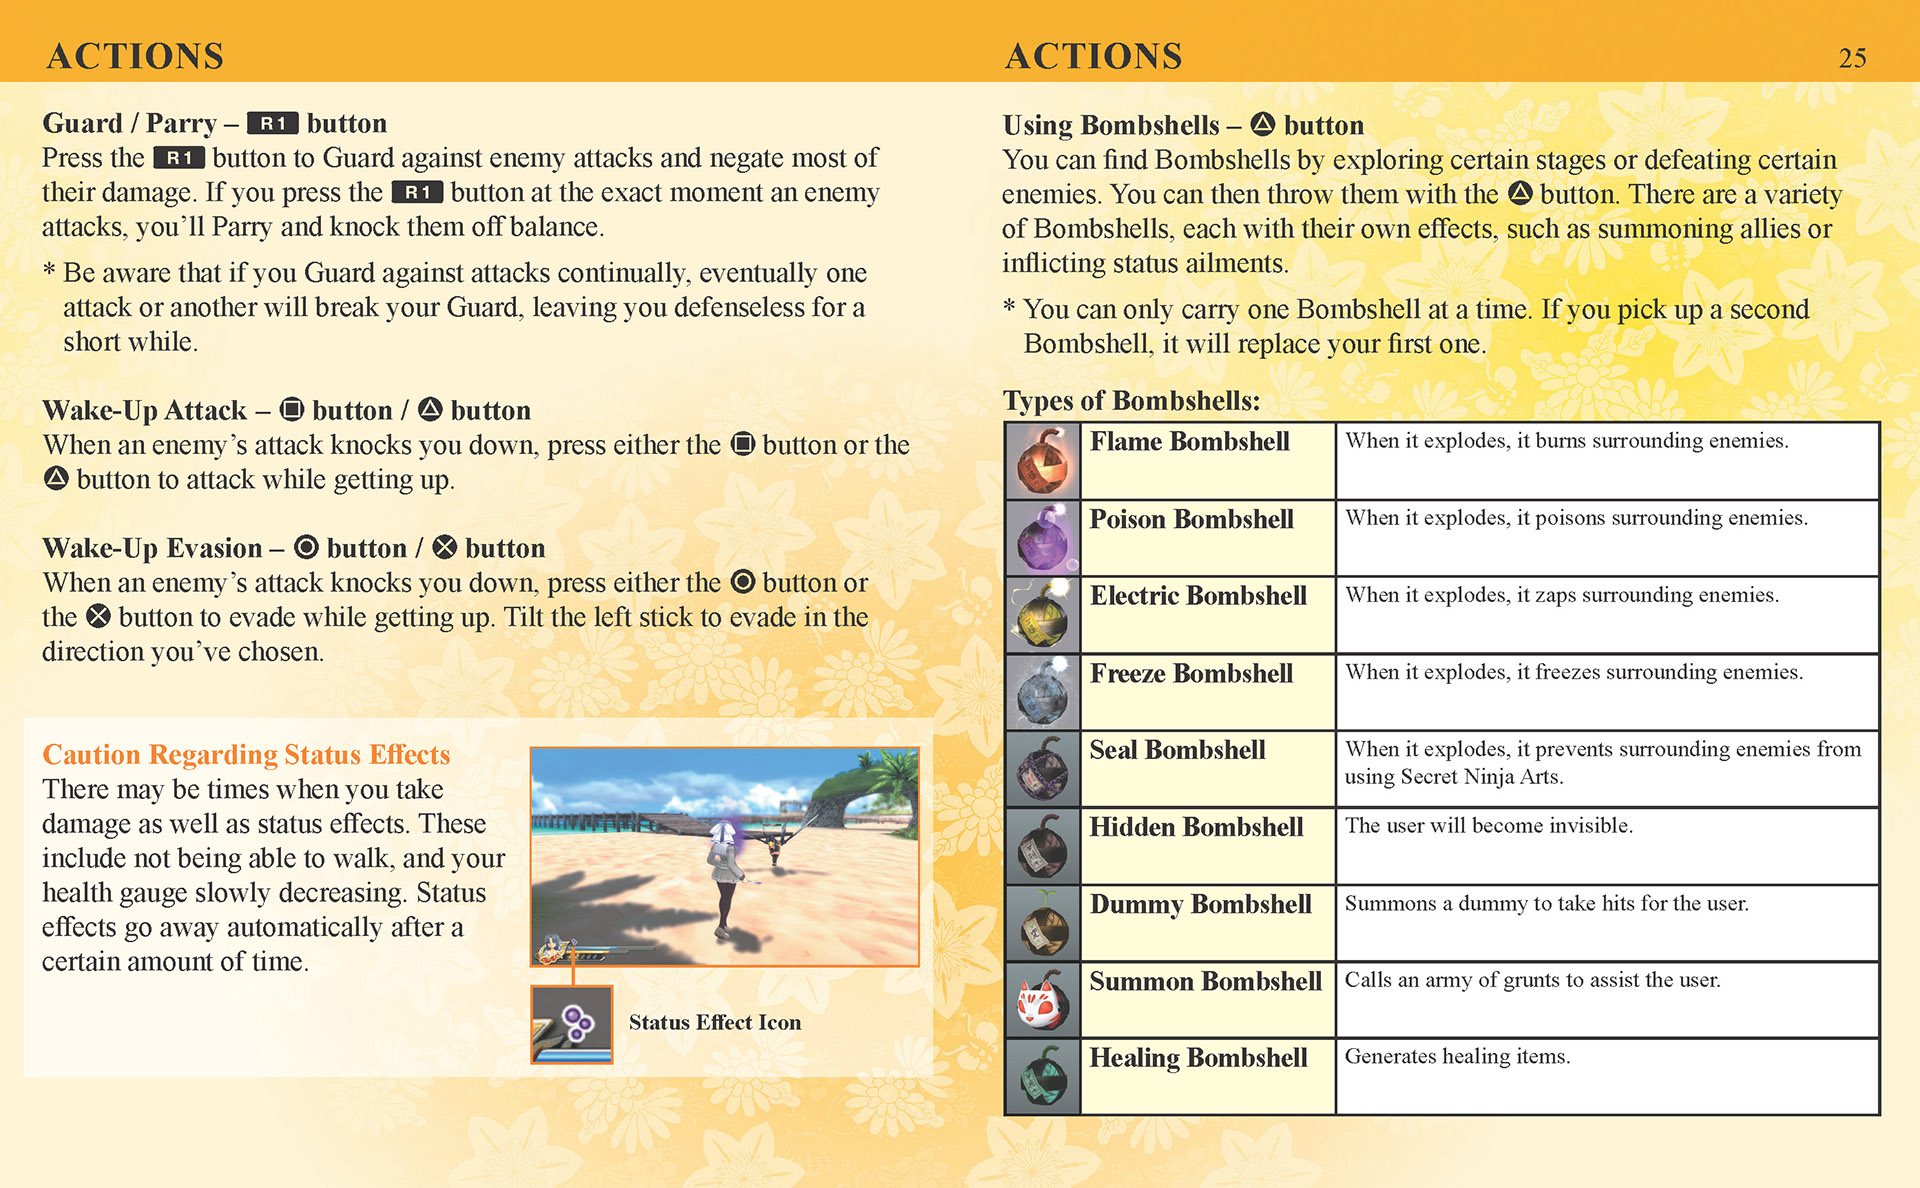 ACTIONS
Guard / Parry – R1 button
Press the R1 button to Guard against enemy attacks and negate most of
their damage. If you press the R1 button at the exact moment an enemy
attacks, you’ll Parry and knock them off balance.
* Be aware that if you Guard against attacks continually, eventually one
attack or another will break your Guard, leaving you defenseless for a
short while.
Wake-Up Attack – button / button
When an enemy’s attack knocks you down, press either the button or the
button to attack while getting up.
Wake-Up Evasion – button / button
When an enemy’s attack knocks you down, press either the button or
the button to evade while getting up. Tilt the left stick to evade in the
direction you’ve chosen.
Caution Regarding Status Effects
There may be times when you take
damage as well as status effects. These
include not being able to walk, and your
health gauge slowly decreasing. Status
effects go away automatically after a
certain amount of time.
Status Effect Icon
ACTIONS
25
Using Bombshells – button
You can find Bombshells by exploring certain stages or defeating certain
enemies. You can then throw them with the button. There are a variety
of Bombshells, each with their own effects, such as summoning allies or
inflicting status ailments.
* You can only carry one Bombshell at a time. If you pick up a second
Bombshell, it will replace your first one.
Types of Bombshells:
Flame Bombshell
When it explodes, it burns surrounding enemies.
Poison Bombshell
When it explodes, it poisons surrounding enemies.
Electric Bombshell
When it explodes, it zaps surrounding enemies.
Freeze Bombshell
When it explodes, it freezes surrounding enemies.
Seal Bombshell
When it explodes, it prevents surrounding enemies from
using Secret Ninja Arts.
Hidden Bombshell
The user will become invisible.
Dummy Bombshell
Summons a dummy to take hits for the user.
Summon Bombshell
Calls an army of grunts to assist the user.
Healing Bombshell
Generates healing items.